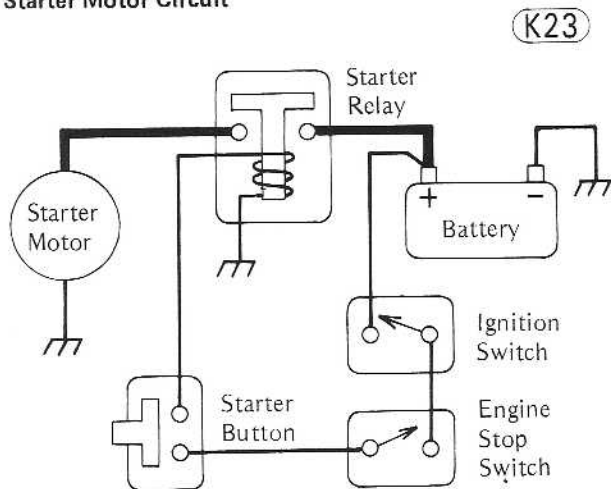 Starter Motor Circuit
K23
Starter
Relay
Starter
Motor
+
−
Battery
Ignition
Switch
Starter
Button
Engine
Stop
Switch